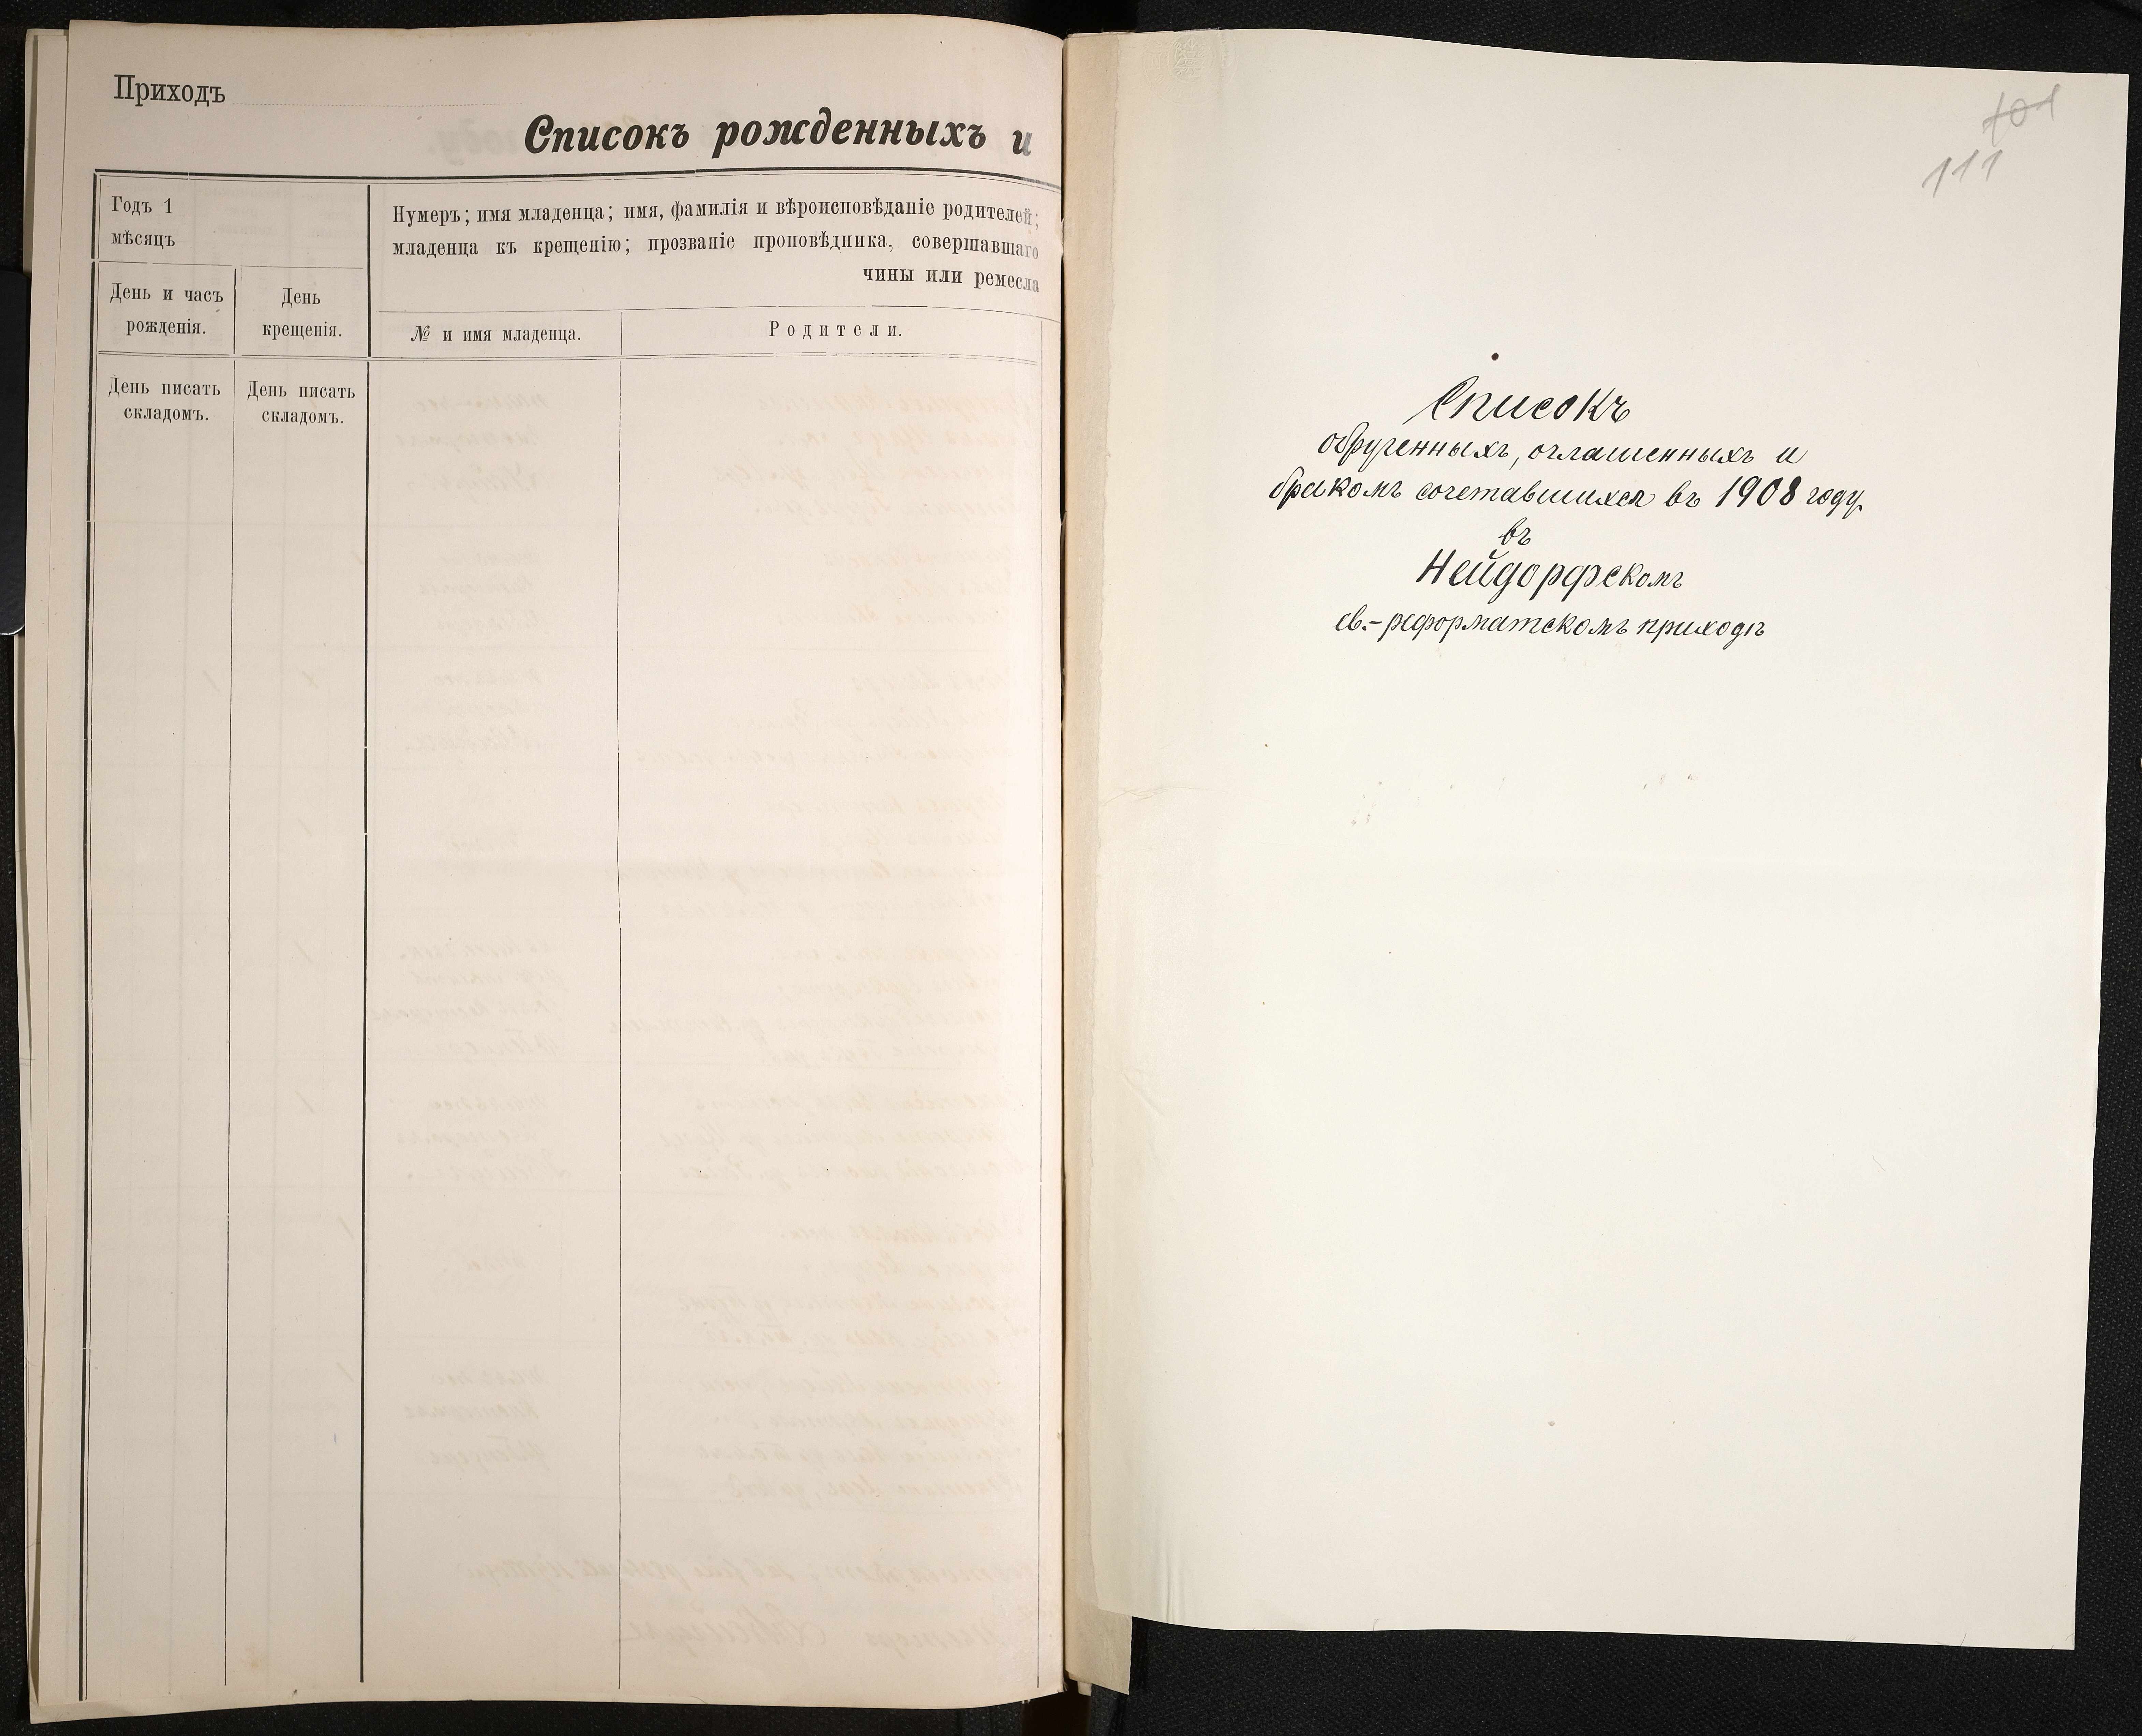 Приходъ
Списокъ рожденныхъ и
Годъ 1
мѣсяцъ
Нумеръ; имя младенца; имя, фамилія и вѣроисповѣданіе родителей;
младенца къ крещенію; прозваніе проповѣдника, совершавшаго
чины или ремесла
День и часъ
рожденія.
День
крещенія.
№ и имя младенца.
Родители.
День писать
складомъ.
День писать
складомъ.
101
111
Списокъ
обрученныхъ, оглашенныхъ и
бракомъ сочетавшихся въ 1908 году
въ
Нейдорфскомъ
ев.-реформатскомъ приходѣ